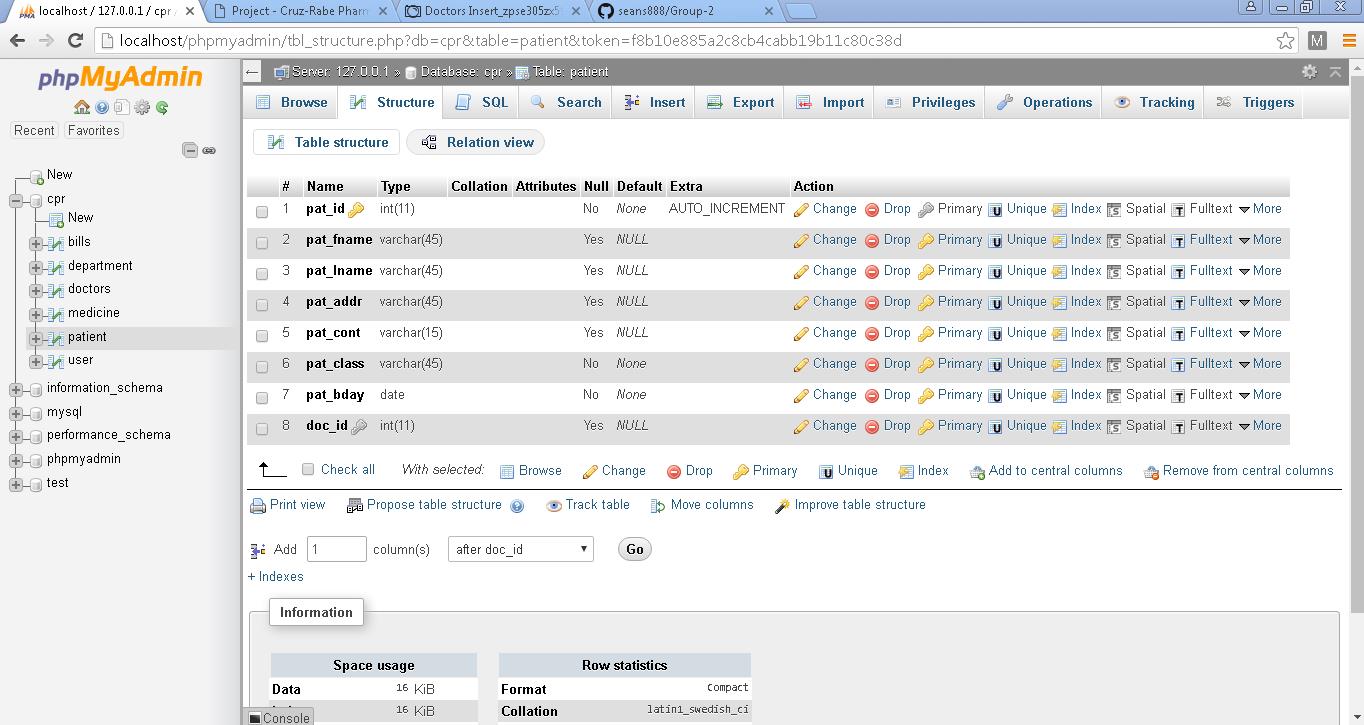 localhost / 127.0.0.1 / cpr
Project - Cruz-Rabe Pharm
Doctors Insert_zpse305zx5
seans888/Group-2
localhost/phpmyadmin/tbl_structure.php?db=cpr&table=patient&token=f8b10e885a2c8cb4cabb19b11c80c38d
M
phpMyAdmin
Recent Favorites
New
cpr
New
bills
department
doctors
medicine
patient
user
information_schema
mysql
performance_schema
phpmyadmin
test
Server: 127.0.0.1 » Database: cpr » Table: patient
Browse Structure SQL Search Insert Export Import Privileges Operations Tracking Triggers
Table structure Relation view
# Name Type Collation Attributes Null Default Extra Action
1 pat_id int(11) No None AUTO_INCREMENT Change Drop Primary Unique Index Spatial Fulltext More
2 pat_fname varchar(45) Yes NULL Change Drop Primary Unique Index Spatial Fulltext More
3 pat_lname varchar(45) Yes NULL Change Drop Primary Unique Index Spatial Fulltext More
4 pat_addr varchar(45) Yes NULL Change Drop Primary Unique Index Spatial Fulltext More
5 pat_cont varchar(15) Yes NULL Change Drop Primary Unique Index Spatial Fulltext More
6 pat_class varchar(45) No None Change Drop Primary Unique Index Spatial Fulltext More
7 pat_bday date No None Change Drop Primary Unique Index Spatial Fulltext More
8 doc_id int(11) Yes NULL Change Drop Primary Unique Index Spatial Fulltext More
Check all With selected: Browse Change Drop Primary Unique Index Add to central columns Remove from central columns
Print view Propose table structure Track table Move columns Improve table structure
Add 1 column(s) after doc_id Go
+ Indexes
Information
Space usage Row statistics
Data 16 KiB Format Compact
16 KiB Collation latin1_swedish_ci
Console